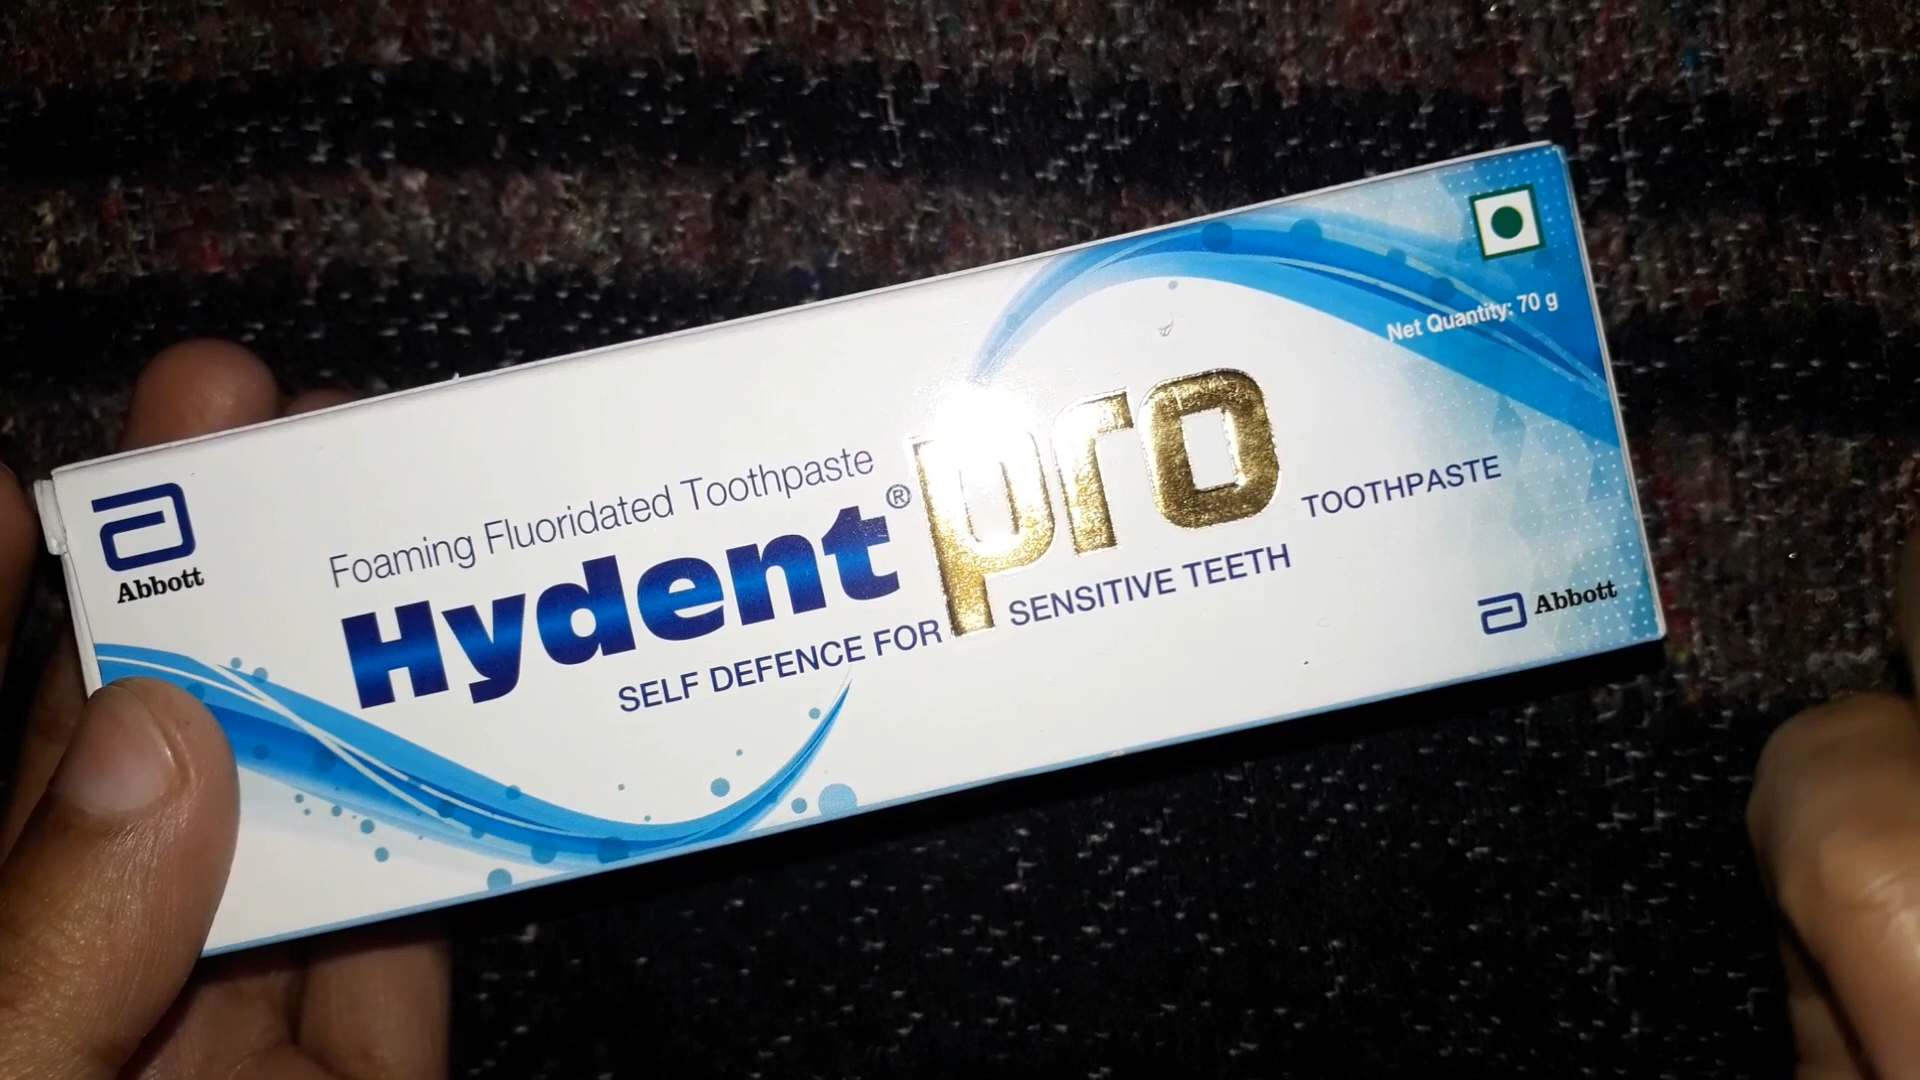 Net Quantity: 70 g
Abbott
Foaming Fluoridated Toothpaste
Hydent® pro TOOTHPASTE
SELF DEFENCE FOR SENSITIVE TEETH
Abbott